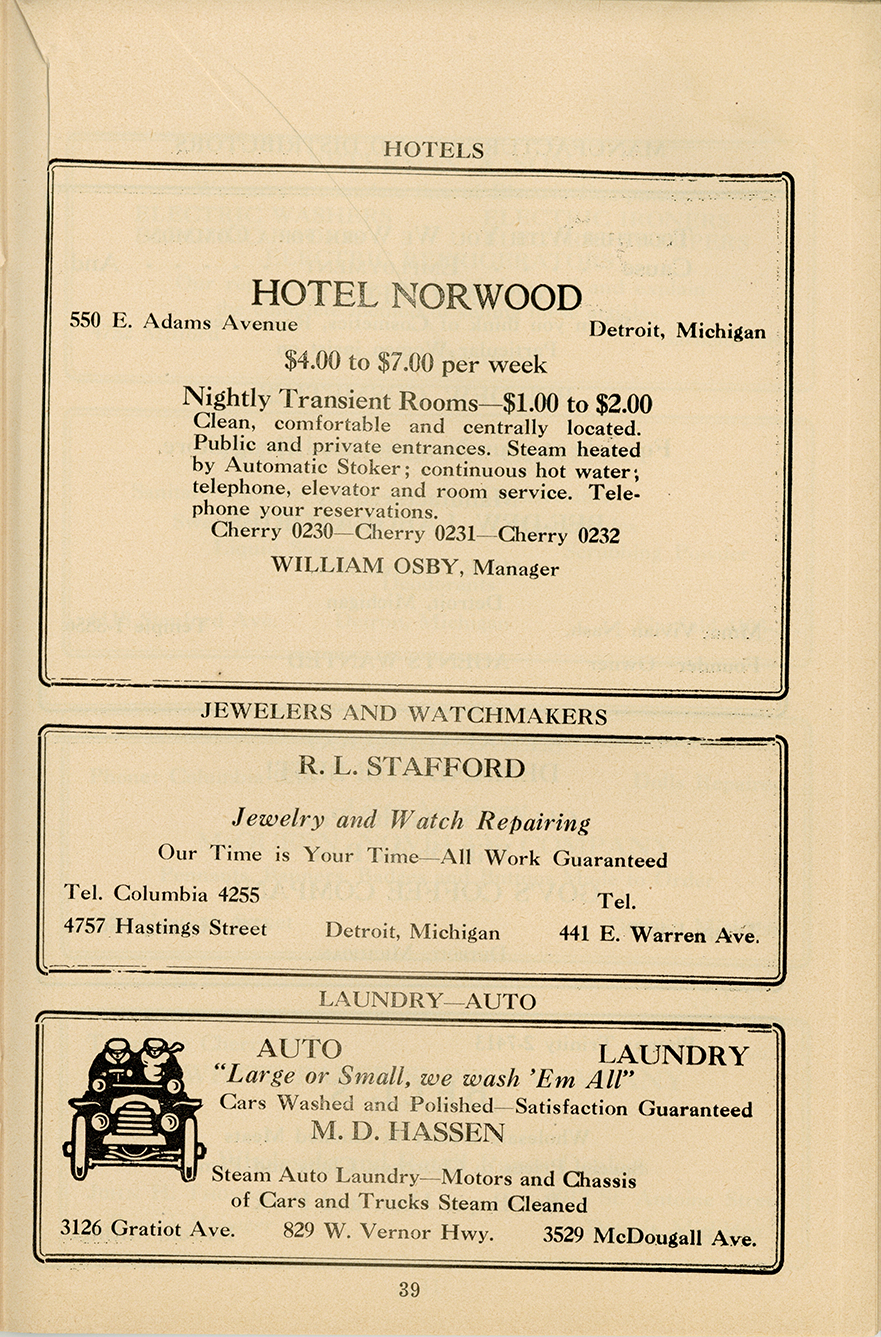 HOTELS
HOTEL NORWOOD
550 E. Adams Avenue Detroit, Michigan
$4.00 to $7.00 per week
Nightly Transient Rooms—$1.00 to $2.00
Clean, comfortable and centrally located.
Public and private entrances. Steam heated
by Automatic Stoker; continuous hot water;
telephone, elevator and room service. Tele-
phone your reservations.
Cherry 0230—Cherry 0231—Cherry 0232
WILLIAM OSBY, Manager
JEWELERS AND WATCHMAKERS
R. L. STAFFORD
Jewelry and Watch Repairing
Our Time is Your Time—All Work Guaranteed
Tel. Columbia 4255 Tel.
4757 Hastings Street Detroit, Michigan 441 E. Warren Ave.
LAUNDRY—AUTO
AUTO LAUNDRY
"Large or Small, we wash 'Em All"
Cars Washed and Polished—Satisfaction Guaranteed
M. D. HASSEN
Steam Auto Laundry—Motors and Chassis
of Cars and Trucks Steam Cleaned
3126 Gratiot Ave. 829 W. Vernor Hwy. 3529 McDougall Ave.
39